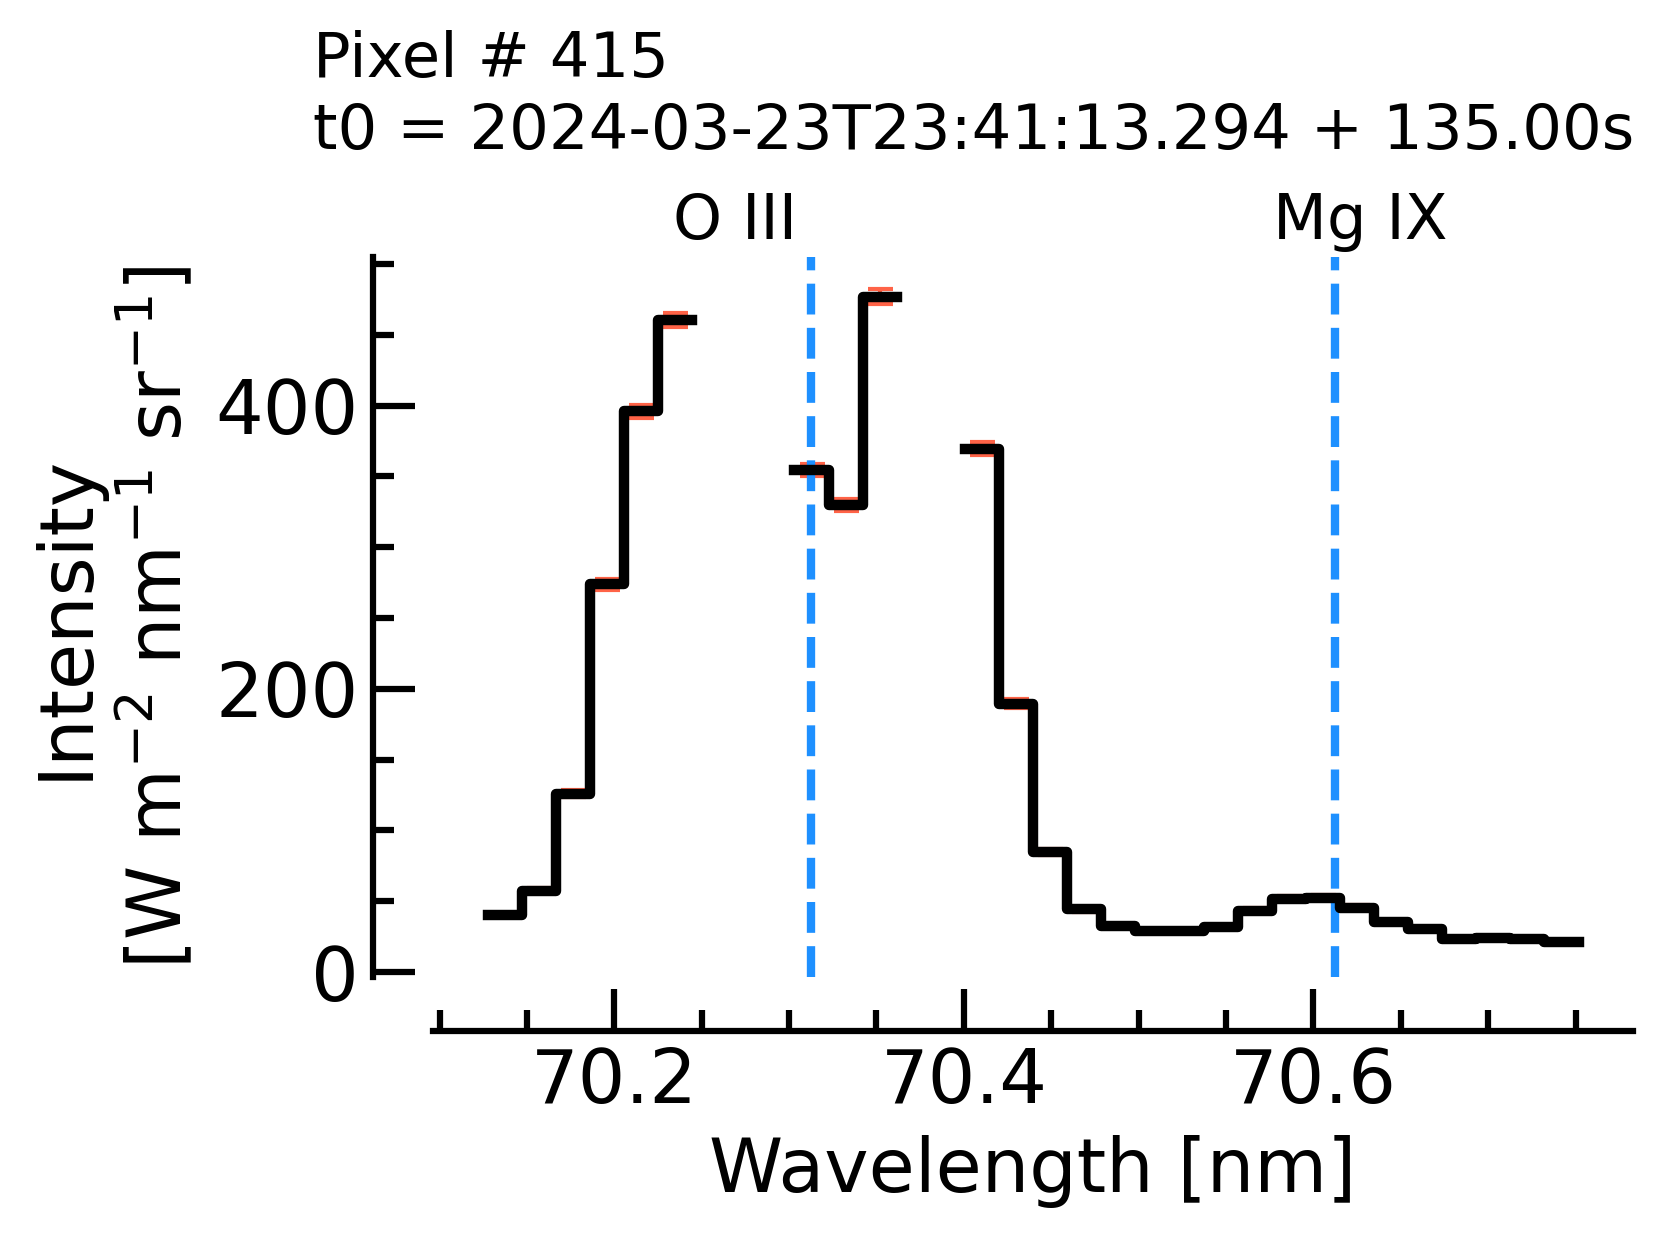 Pixel # 415
t0 = 2024-03-23T23:41:13.294 + 135.00s
O III Mg IX
Intensity
[W m⁻² nm⁻¹ sr⁻¹]
400
200
0
70.2 70.4 70.6
Wavelength [nm]